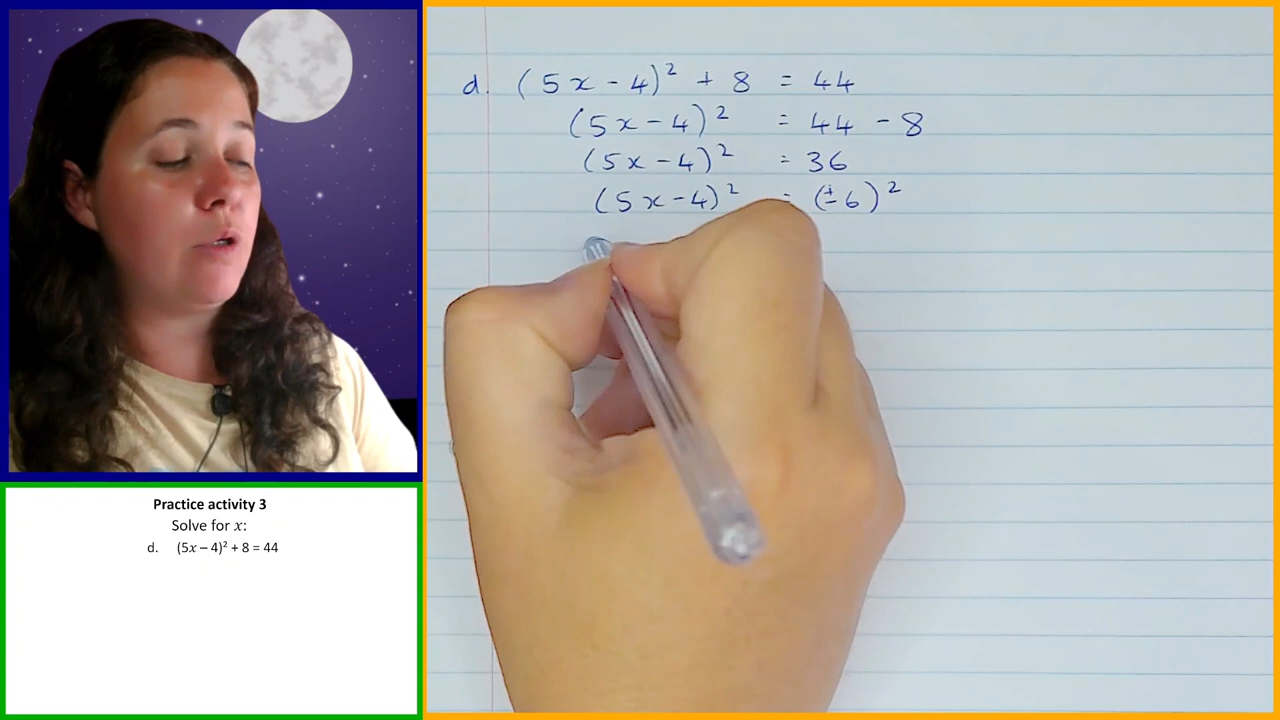 d. (5x - 4)² + 8 = 44
(5x - 4)² = 44 - 8
(5x - 4)² = 36
(5x - 4)² = (±6)²
Practice activity 3
Solve for x:
d. (5x – 4)² + 8 = 44